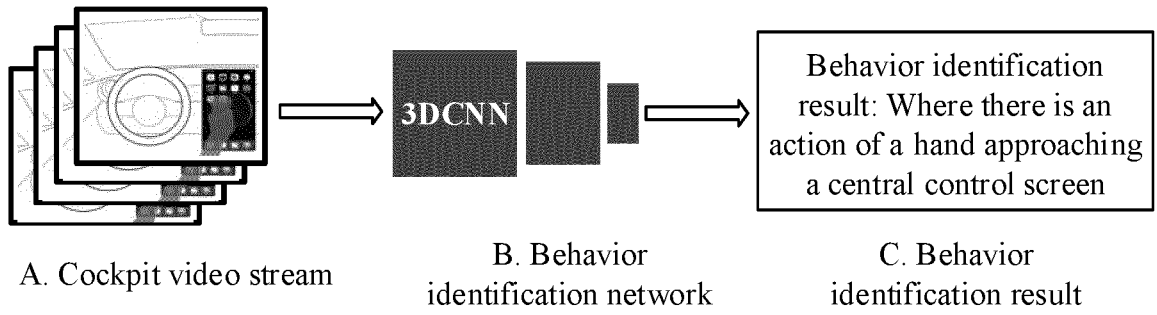 3DCNN
Behavior identification
result: Where there is an
action of a hand approaching
a central control screen
A. Cockpit video stream
B. Behavior
identification network
C. Behavior
identification result